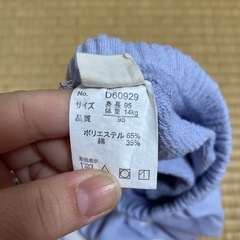 No. D60929
サイズ 身長 95
体重 14kg
品質 95
ポリエステル 65%
綿 35%